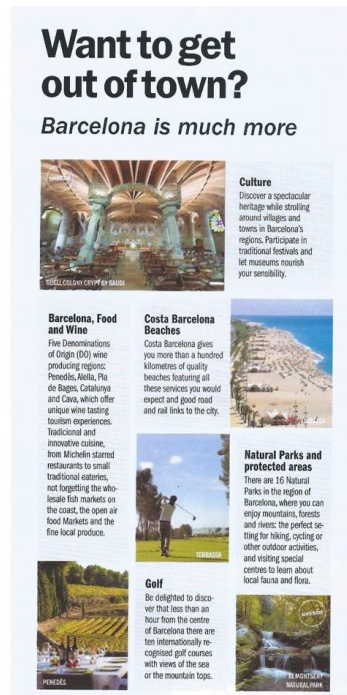 Want to get
out of town?
Barcelona is much more
UNESCO
GÜELL COLONY CRYPT BY GAUDÍ
Culture
Discover a spectacular
heritage while strolling
around villages and
towns in Barcelona's
regions. Participate in
traditional festivals and
let museums nourish
your sensibility.
Barcelona, Food
and Wine
Five Denominations
of Origin (DO) wine
producing regions:
Penedès, Alella, Pla
de Bages, Catalunya
and Cava, which offer
unique wine tasting
tourism experiences.
Tradicional and
innovative cuisine,
from Michelin starred
restaurants to small
traditional eateries,
not forgetting the who-
lesale fish markets on
the coast, the open air
food Markets and the
fine local produce.
PENEDÈS
Costa Barcelona
Beaches
Costa Barcelona gives
you more than a hundred
kilometres of quality
beaches featuring all
these services you would
expect and good road
and rail links to the city.
TERRASSA
Golf
Be delighted to disco-
ver that less than an
hour from the centre
of Barcelona there are
ten internationally re-
cognised golf courses
with views of the sea
or the mountain tops.
Natural Parks and
protected areas
There are 16 Natural
Parks in the region of
Barcelona, where you can
enjoy mountains, forests
and rivers: the perfect se-
tting for hiking, cycling or
other outdoor activities,
and visiting special
centres to learn about
local fauna and flora.
UNESCO
EL MONTSENY
NATURAL PARK